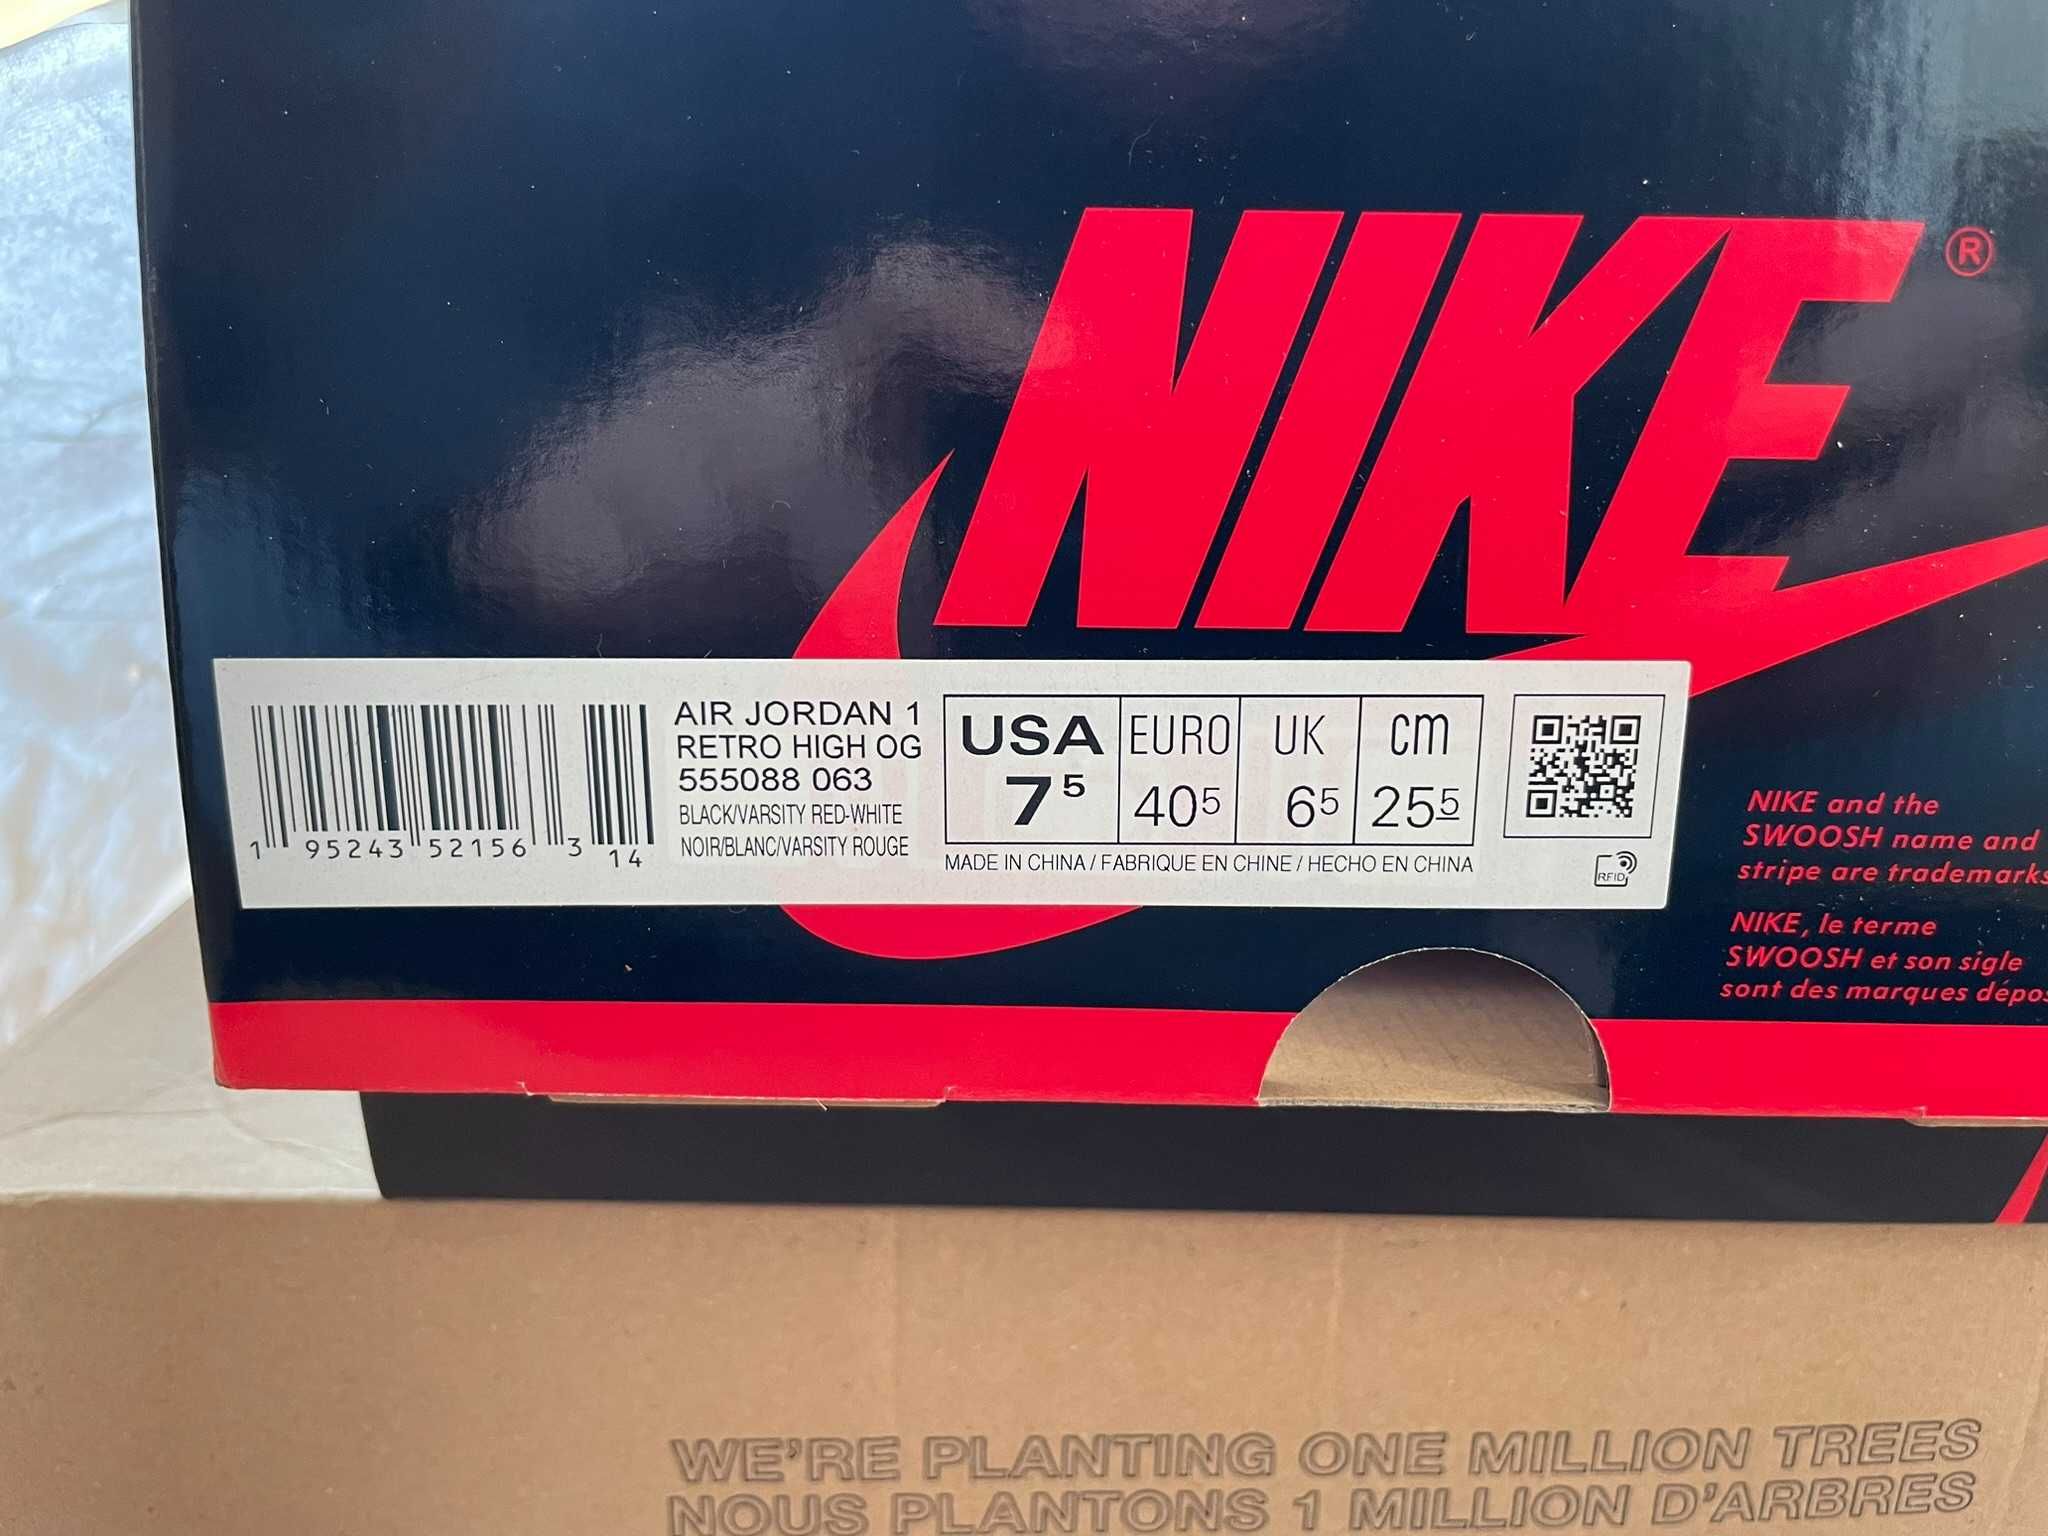 NIKE®
AIR JORDAN 1
RETRO HIGH OG
555088 063
BLACK/VARSITY RED-WHITE
NOIR/BLANC/VARSITY ROUGE
1 95243 52156 3 14
USA EURO UK cm
7⁵ 40⁵ 6⁵ 25⁵
MADE IN CHINA / FABRIQUE EN CHINE / HECHO EN CHINA
RFID
NIKE and the
SWOOSH name and
stripe are trademarks
NIKE, le terme
SWOOSH et son sigle
sont des marques dépos
WE'RE PLANTING ONE MILLION TREES
NOUS PLANTONS 1 MILLION D'ARBRES